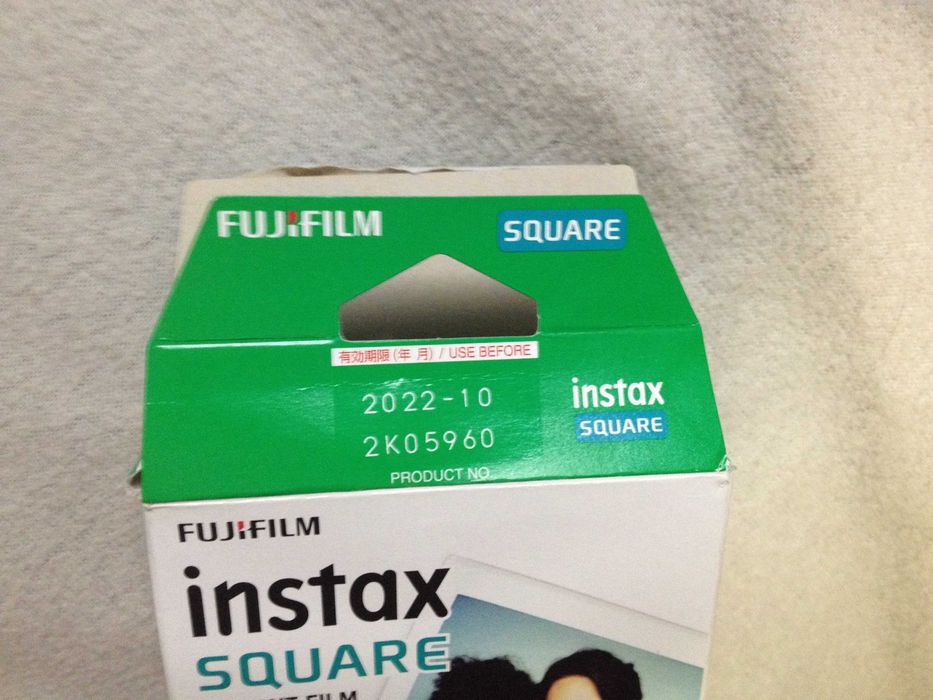 FUJIFILM
SQUARE
有効期限 (年 月) / USE BEFORE
2022-10
2K05960
PRODUCT NO.
instax
SQUARE
FUJIFILM
instax
SQUARE
FILM